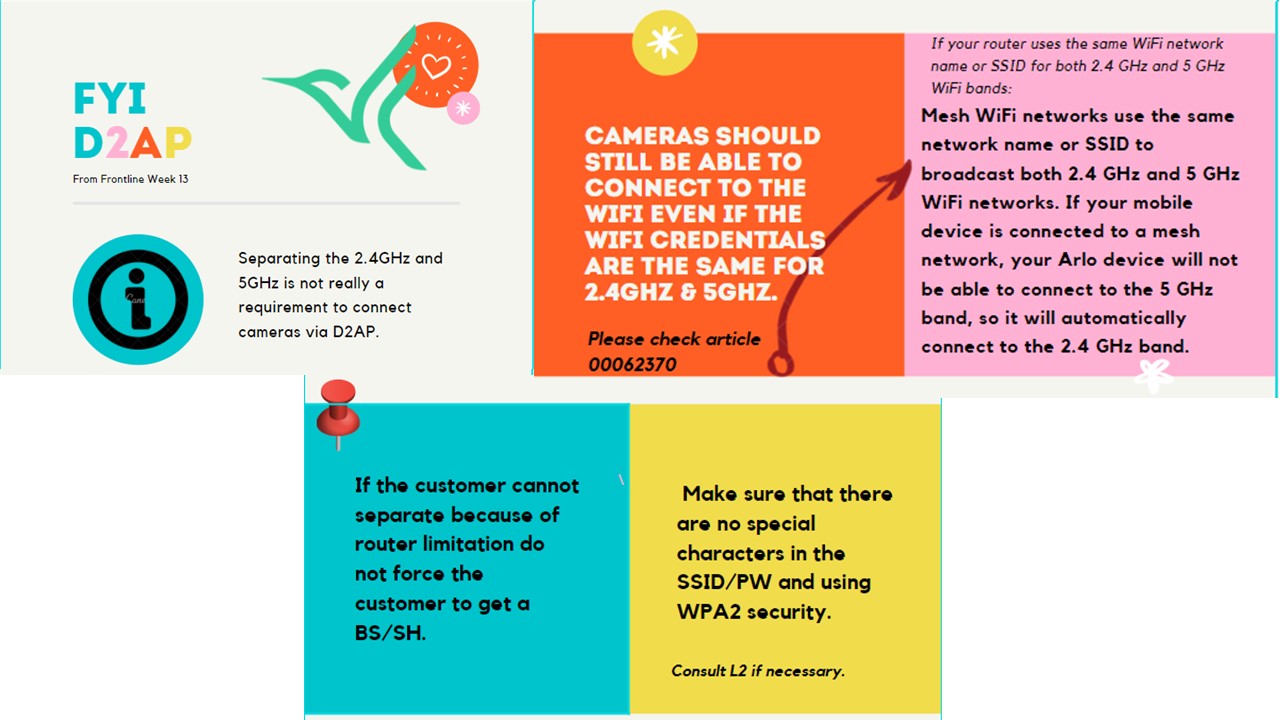 FYI
D2AP
From Frontline Week 13
Separating the 2.4GHz and
5GHz is not really a
requirement to connect
cameras via D2AP.
CAMERAS SHOULD
STILL BE ABLE TO
CONNECT TO THE
WIFI EVEN IF THE
WIFI CREDENTIALS
ARE THE SAME FOR
2.4GHZ & 5GHZ.
Please check article
00062370
If your router uses the same WiFi network
name or SSID for both 2.4 GHz and 5 GHz
WiFi bands:
Mesh WiFi networks use the same
network name or SSID to
broadcast both 2.4 GHz and 5 GHz
WiFi networks. If your mobile
device is connected to a mesh
network, your Arlo device will not
be able to connect to the 5 GHz
band, so it will automatically
connect to the 2.4 GHz band.
If the customer cannot
separate because of
router limitation do
not force the
customer to get a
BS/SH.
Make sure that there
are no special
characters in the
SSID/PW and using
WPA2 security.
Consult L2 if necessary.